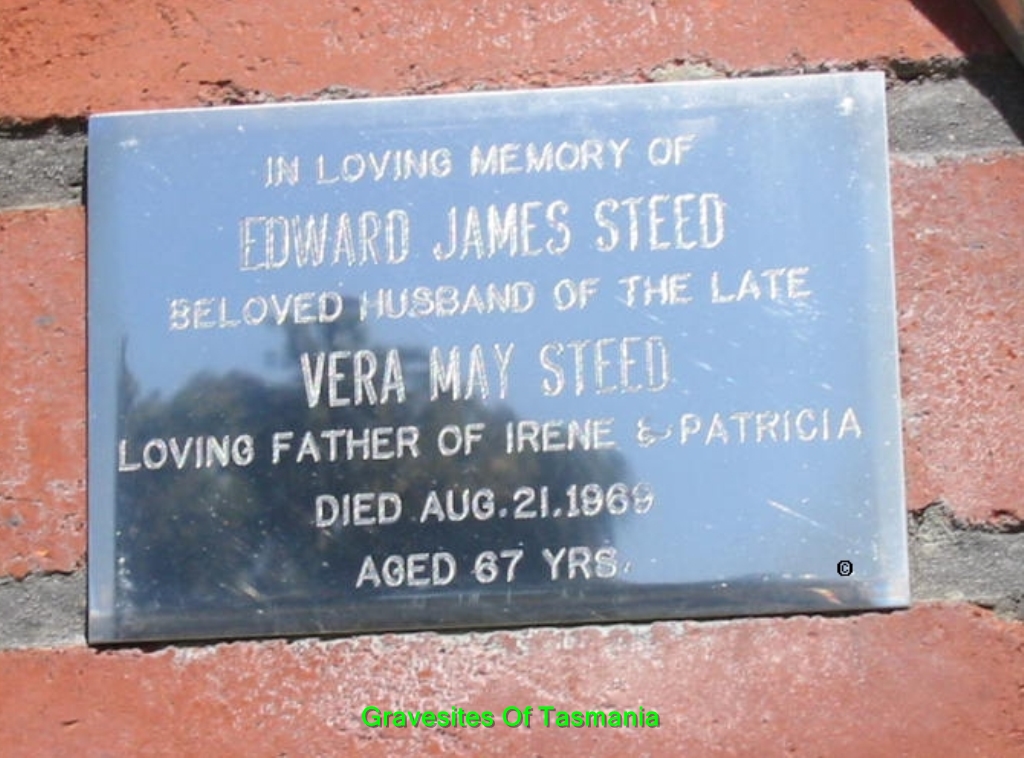 IN LOVING MEMORY OF
EDWARD JAMES STEED
BELOVED HUSBAND OF THE LATE
VERA MAY STEED
LOVING FATHER OF IRENE & PATRICIA
DIED AUG. 21. 1969
AGED 67 YRS.
©
Gravesites Of Tasmania